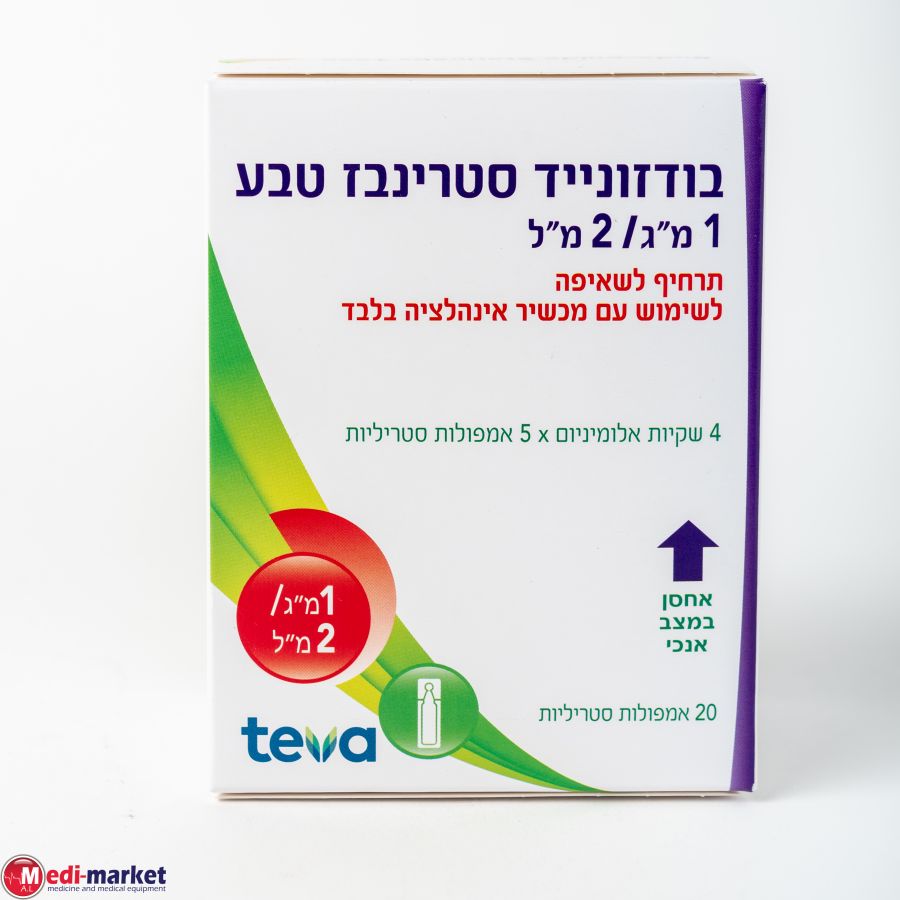 בודזונייד סטרינבז טבע
1 מ״ג/ 2 מ״ל
תרחיף לשאיפה
לשימוש עם מכשיר אינהלציה בלבד
4 שקיות אלומיניום x 5 אמפולות סטריליות
אחסן
במצב
אנכי
1מ״ג/
2 מ״ל
20 אמפולות סטריליות
teva
Medi-market
A.L
medicine and medical equipment